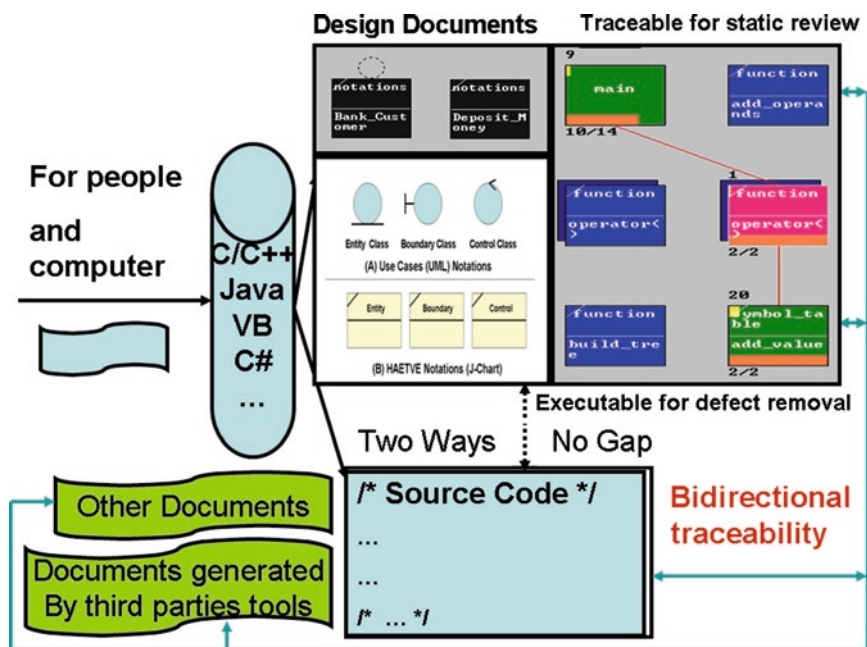 Design Documents
Traceable for static review
notations
Bank_Cust
omer
notations
Deposit_M
oney
9
main
10/14
function
add_opera
nds
function
operator<
>
1
function
operator<
>
2/2
function
build_tre
e
20
ymbol_ta
ble
add_value
2/2
For people
and
computer
C/C++
Java
VB
C#
...
Entity Class
Boundary Class
Control Class
(A) Use Cases (UML) Notations
Entity
Boundary
Control
(B) HAETVE Notations (J-Chart)
Executable for defect removal
Two Ways
No Gap
Other Documents
Documents generated
By third parties tools
/* Source Code */
...
...
/* ... */
Bidirectional
traceability